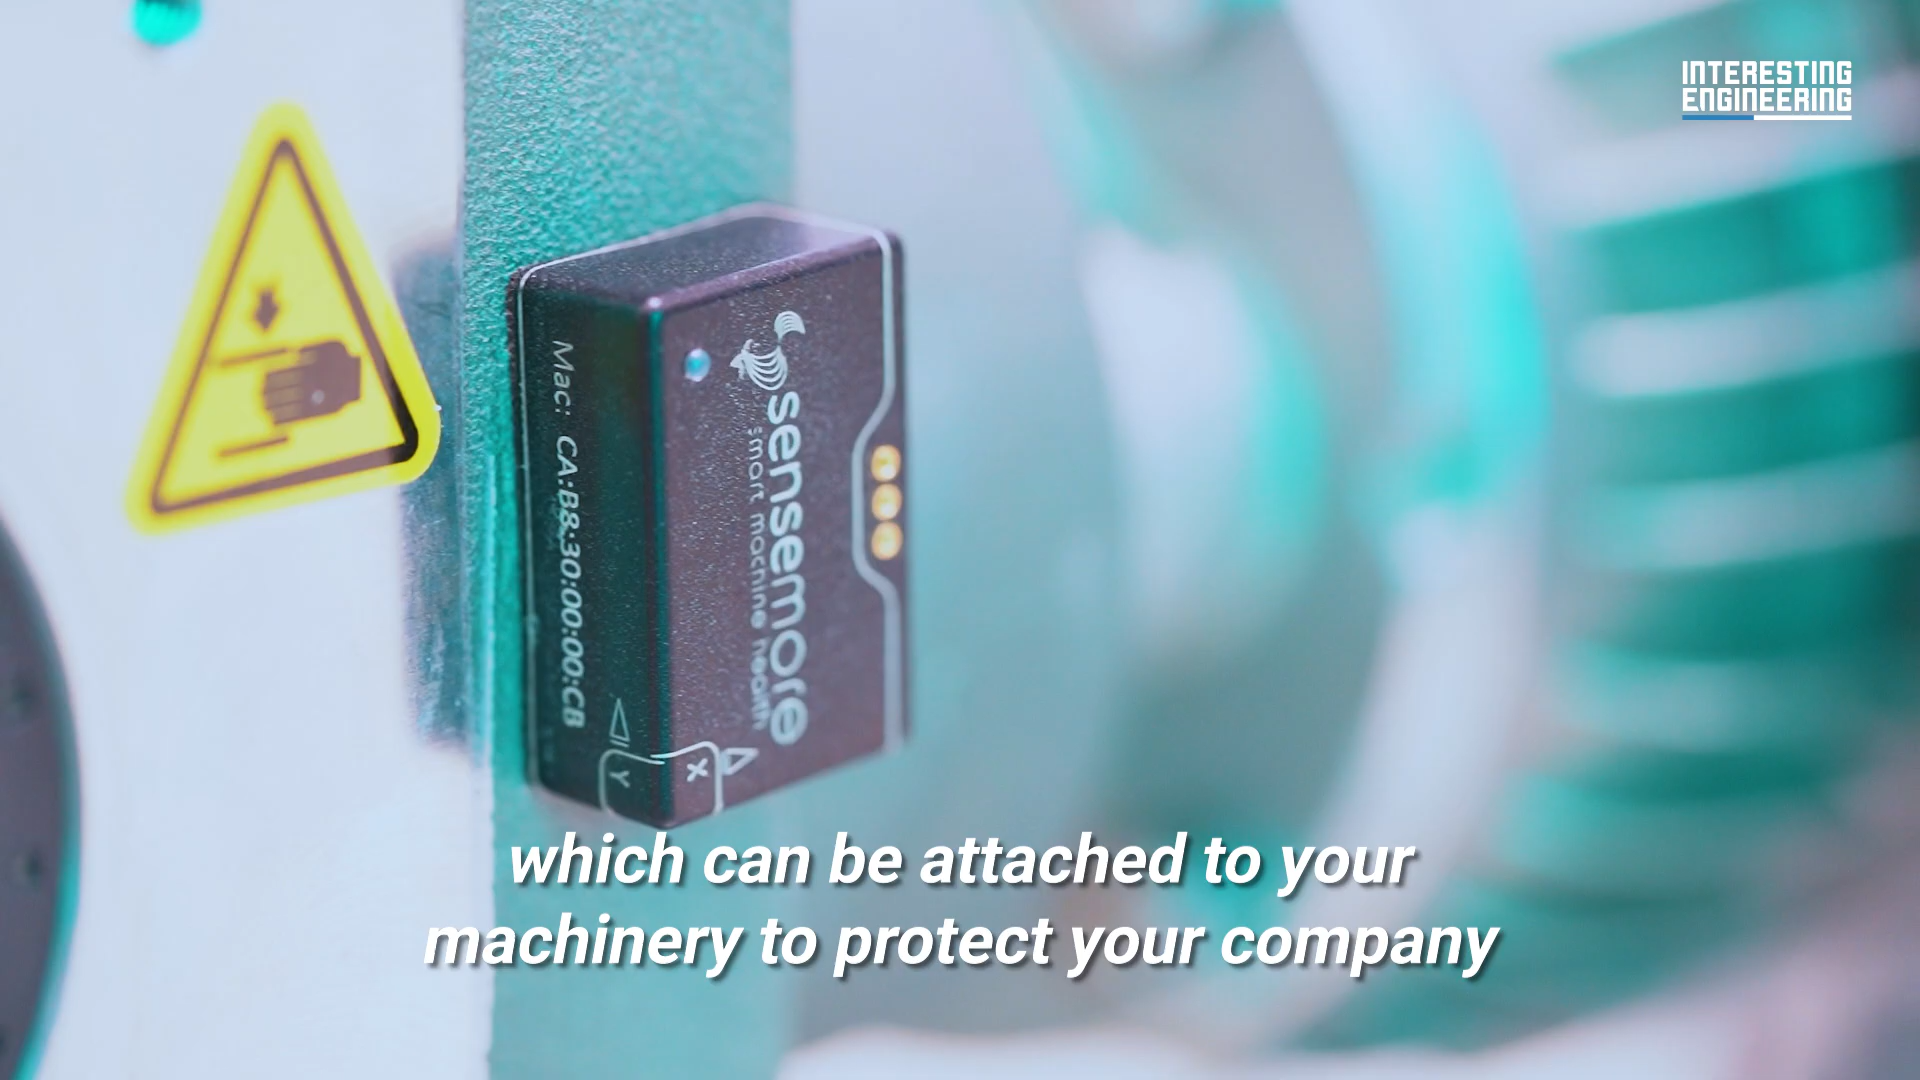 INTERESTING
ENGINEERING
sensemore
smart machine health
Mac: CA:B8:30:00:00:CB
Y
X
which can be attached to your
machinery to protect your company